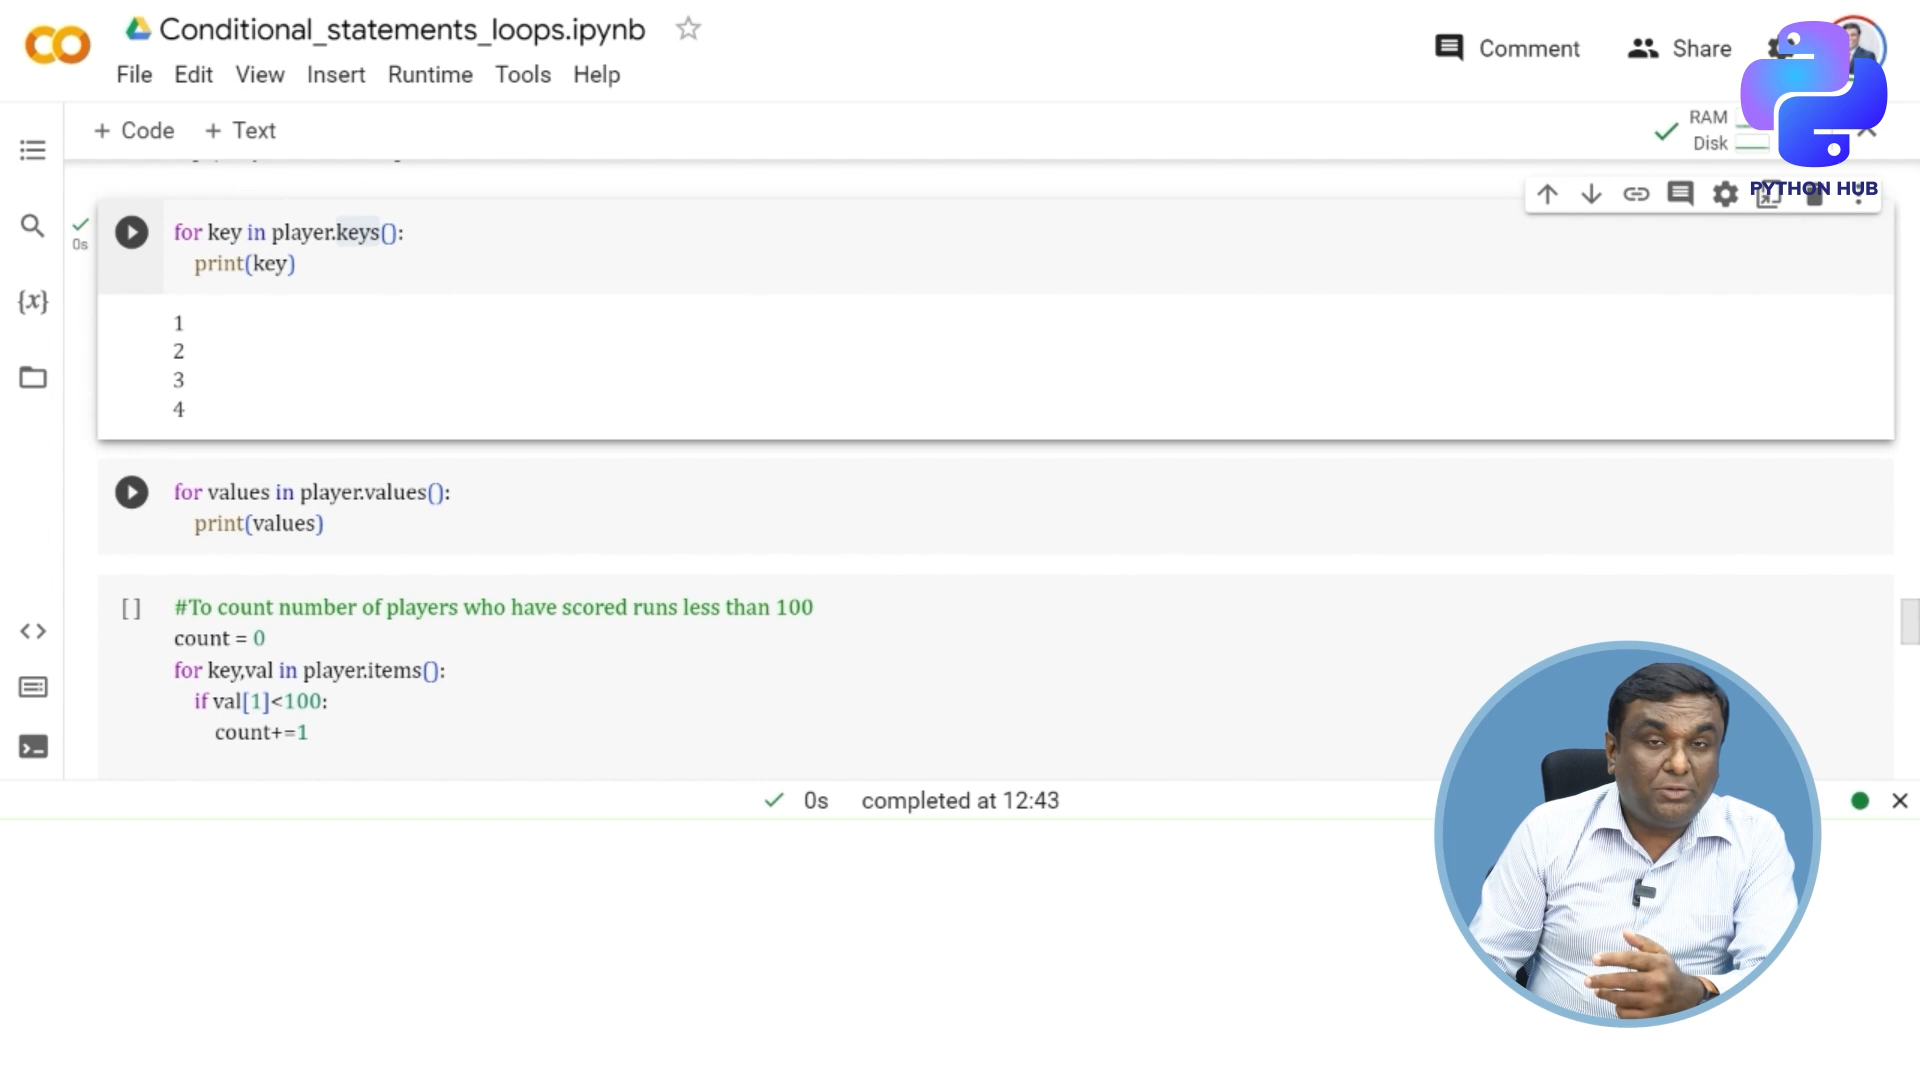 Conditional_statements_loops.ipynb
File Edit View Insert Runtime Tools Help
Comment Share
+ Code + Text
RAM
Disk
PYTHON HUB
0s
for key in player.keys():
print(key)
1
2
3
4
for values in player.values():
print(values)
[ ]
#To count number of players who have scored runs less than 100
count = 0
for key,val in player.items():
if val[1]<100:
count+=1
{x}
0s completed at 12:43